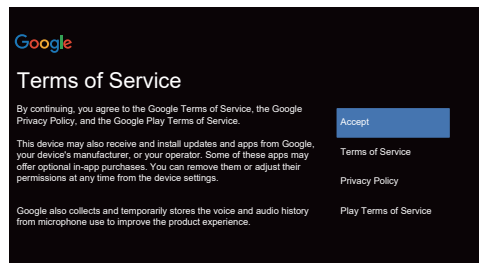 Google
Terms of Service
By continuing, you agree to the Google Terms of Service, the Google
Privacy Policy, and the Google Play Terms of Service.
This device may also receive and install updates and apps from Google,
your device's manufacturer, or your operator. Some of these apps may
offer optional in-app purchases. You can remove them or adjust their
permissions at any time from the device settings.
Google also collects and temporarily stores the voice and audio history
from microphone use to improve the product experience.
Accept
Terms of Service
Privacy Policy
Play Terms of Service